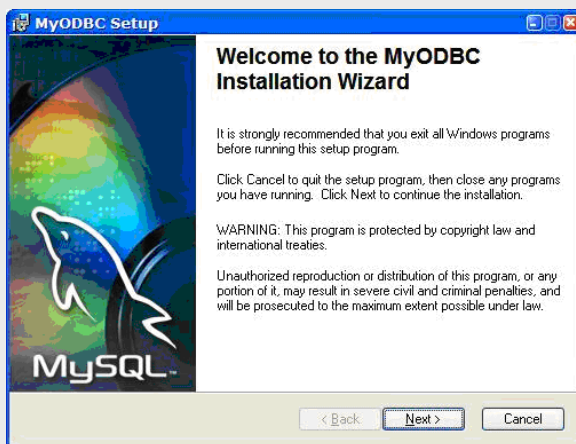 MyODBC Setup
Welcome to the MyODBC
Installation Wizard
It is strongly recommended that you exit all Windows programs
before running this setup program.
Click Cancel to quit the setup program, then close any programs
you have running. Click Next to continue the installation.
WARNING: This program is protected by copyright law and
international treaties.
Unauthorized reproduction or distribution of this program, or any
portion of it, may result in severe civil and criminal penalties, and
will be prosecuted to the maximum extent possible under law.
MySQL™
< Back Next > Cancel